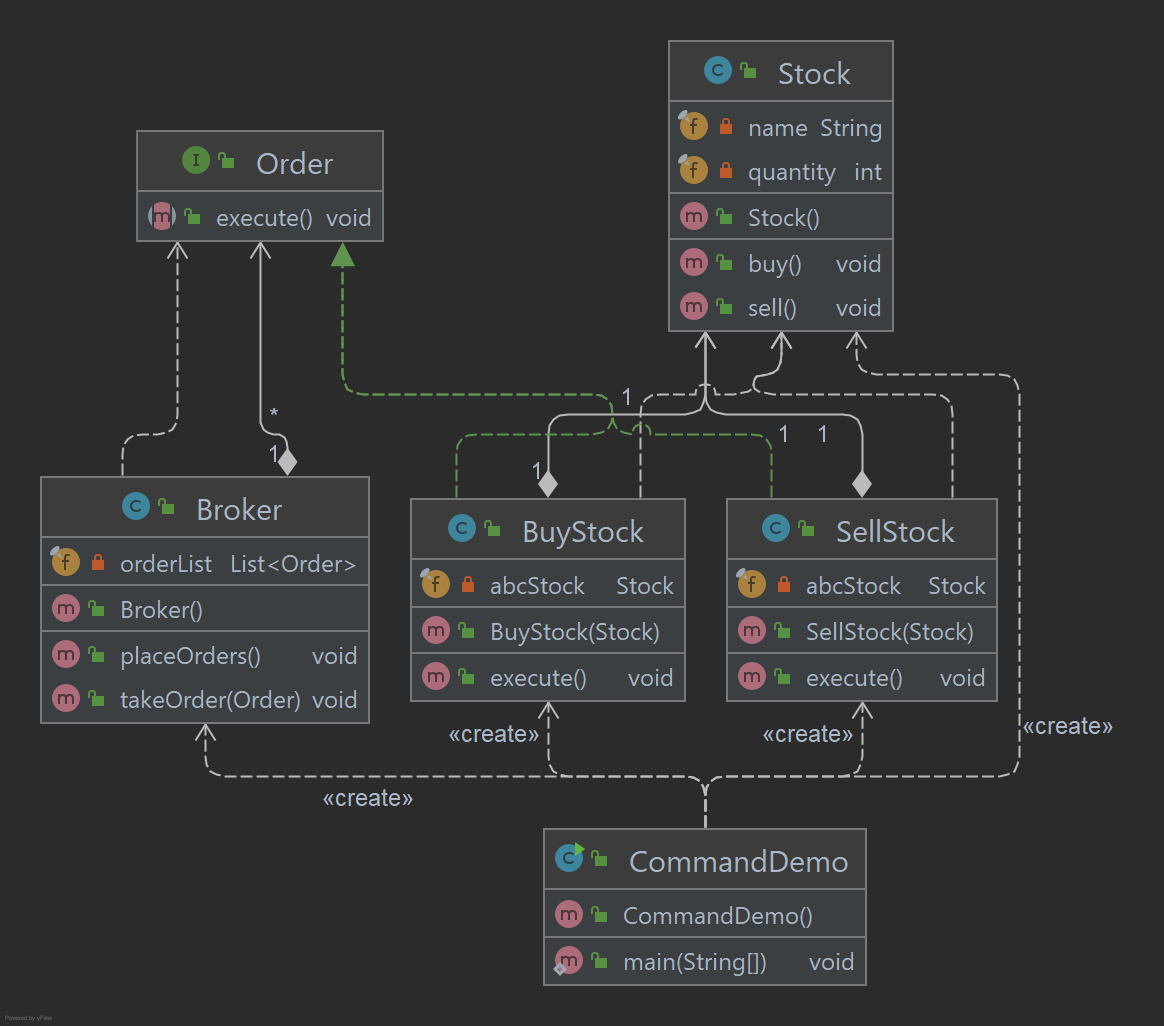 Stock
name String
quantity int
Stock()
buy() void
sell() void
Order
execute() void
*
1
Broker
orderList List<Order>
Broker()
placeOrders() void
takeOrder(Order) void
1
1
BuyStock
abcStock Stock
BuyStock(Stock)
execute() void
1
1
SellStock
abcStock Stock
SellStock(Stock)
execute() void
«create»
«create»
«create»
«create»
CommandDemo
CommandDemo()
main(String[]) void
Powered by yFiles